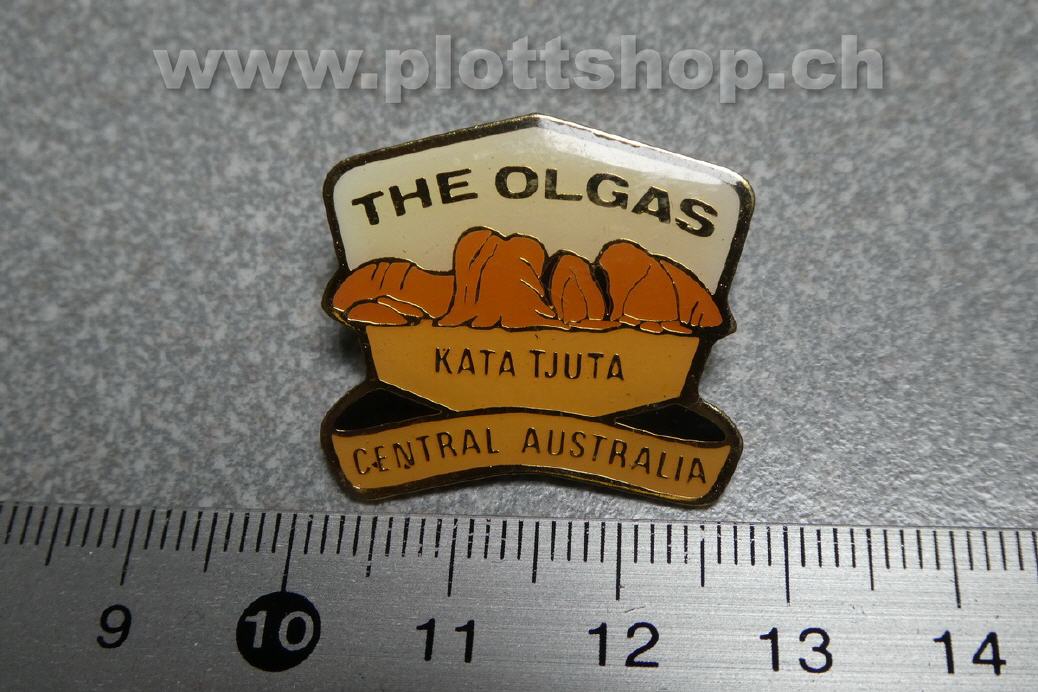 www.plottshop.ch
THE OLGAS
KATA TJUTA
CENTRAL AUSTRALIA
9 10 11 12 13 14